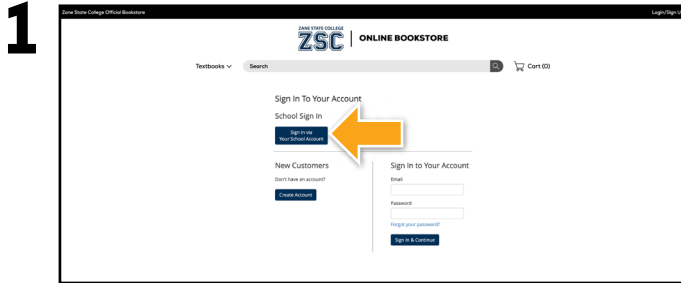 1
Zane State College Official Bookstore
Login/Sign U
ZANE STATE COLLEGE
ZSC
ONLINE BOOKSTORE
Textbooks
Search
Cart (0)
Sign In To Your Account
School Sign In
Sign In via
Your School Account
New Customers
Don't have an account?
Create Account
Sign In to Your Account
Email
Password
Forgot your password?
Sign In & Continue